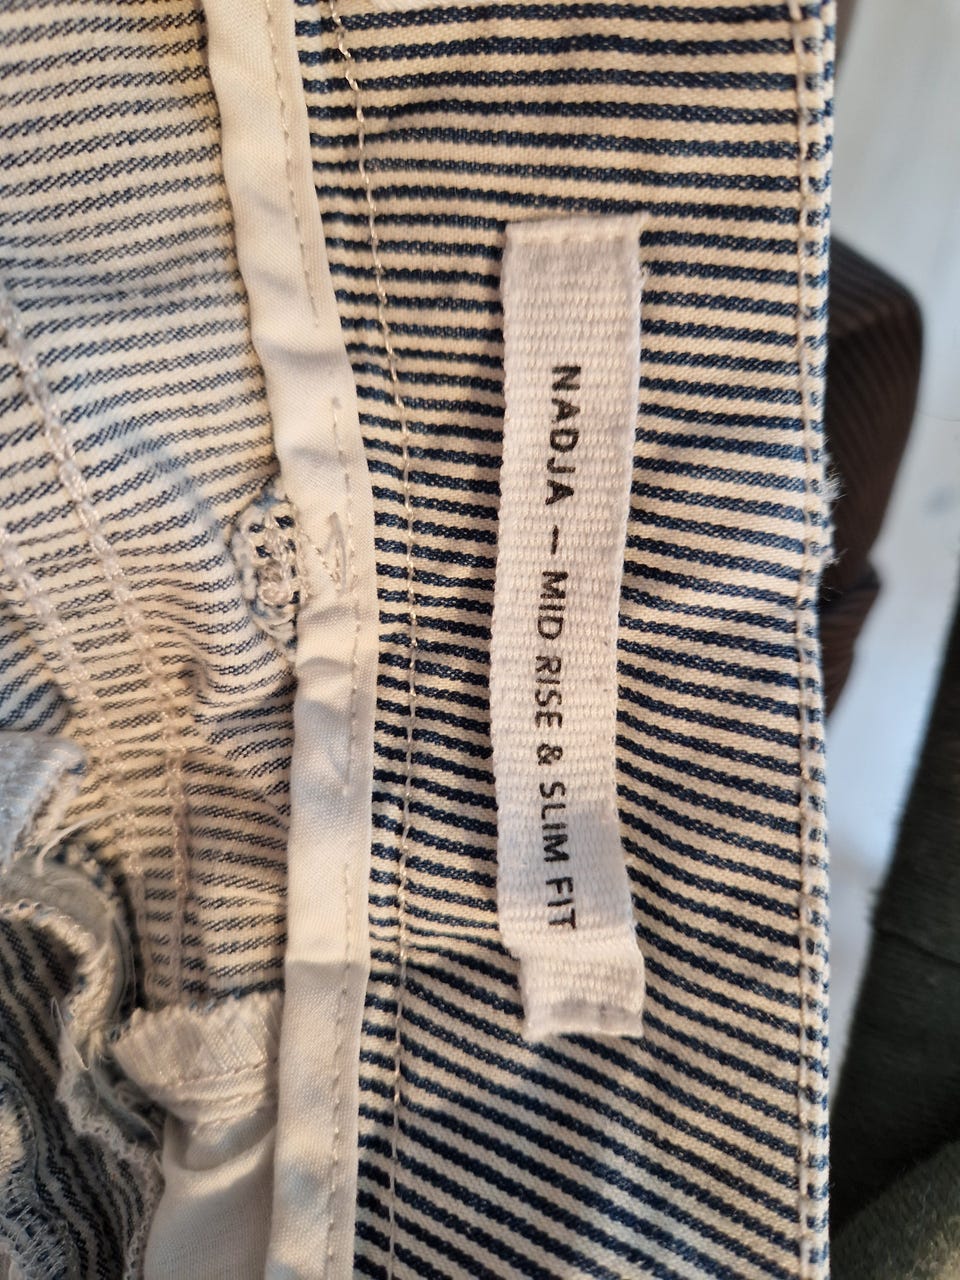 NADJA — MID RISE & SLIM FIT